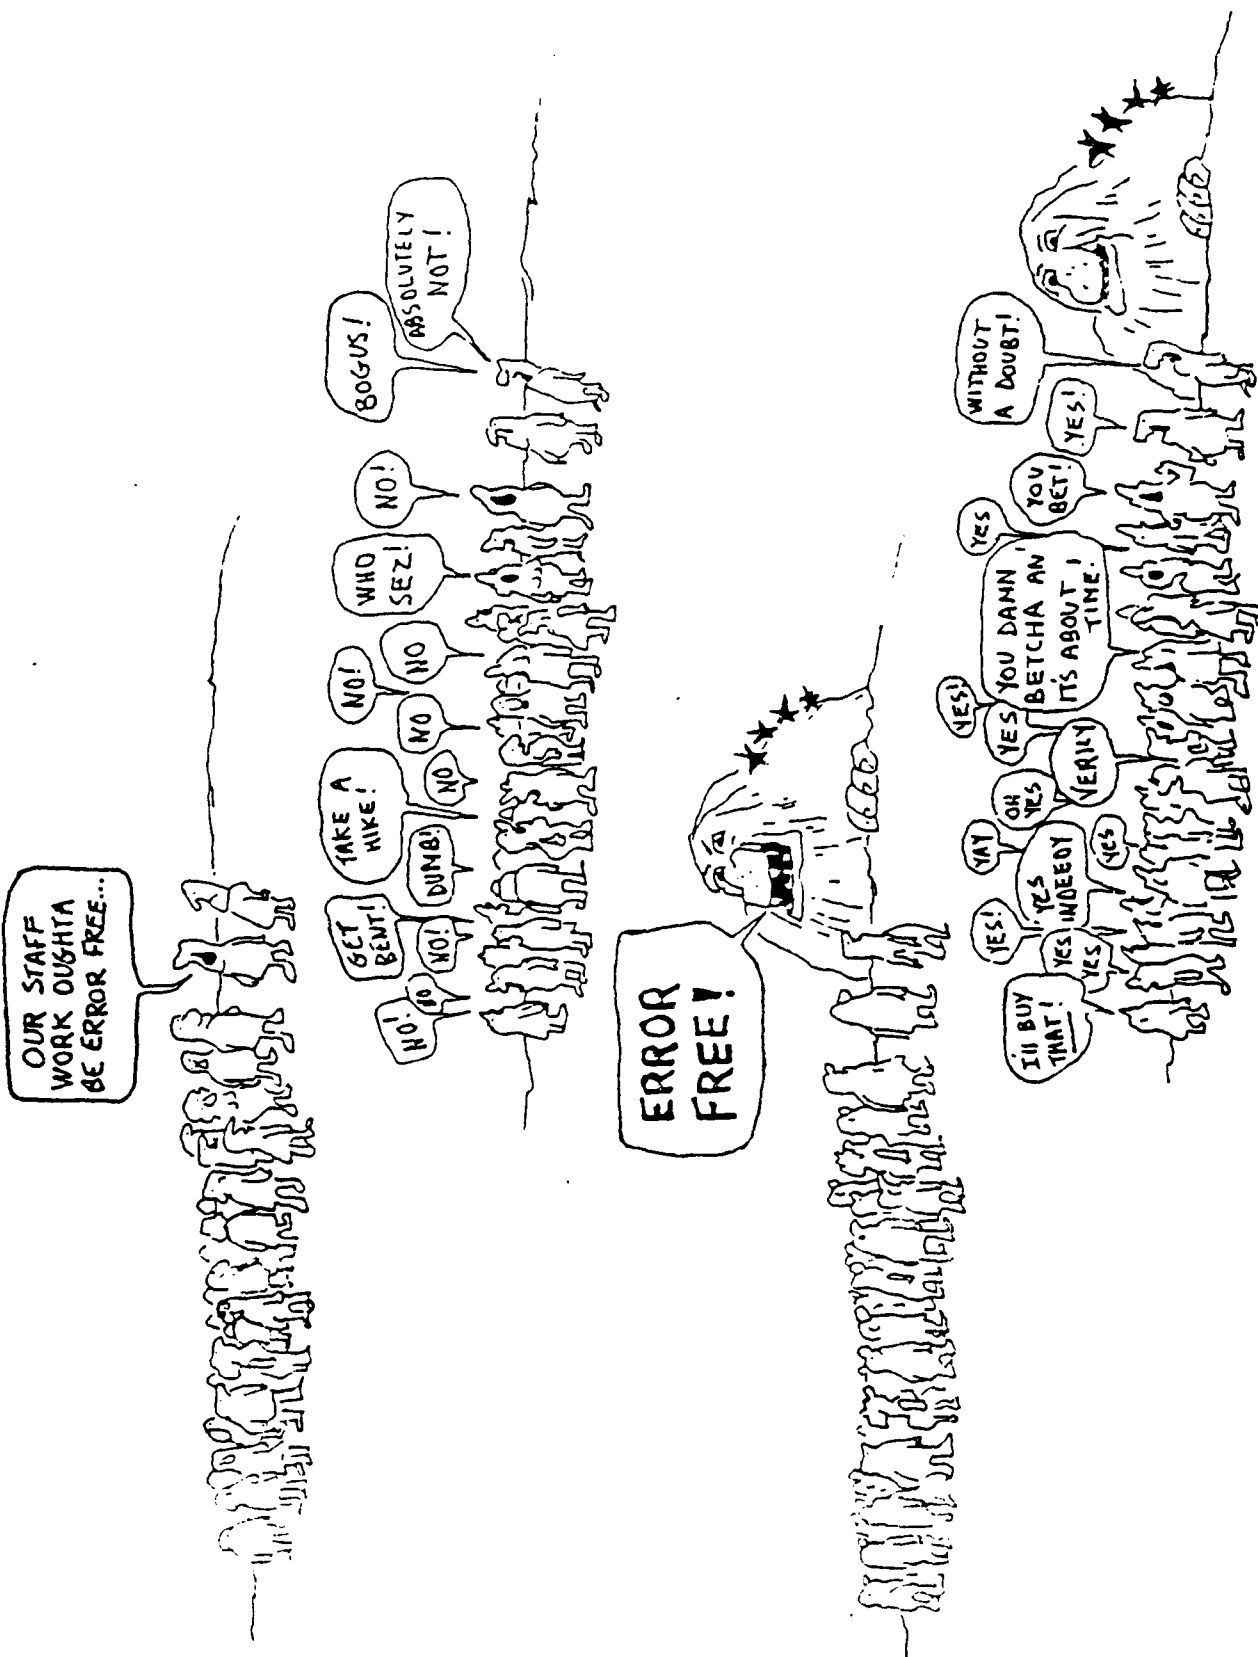 OUR STAFF
WORK OUGHTA
BE ERROR FREE...
NO!
NO
GET
BENT!
NO!
DUMB!
TAKE A
HIKE!
NO
NO
NO!
NO
WHO
SEZ!
NO!
BOGUS!
ABSOLUTELY
NOT!
ERROR
FREE!
I'll BUY
THAT!
YES
YES
YES!
YES
INDEEDY
YES
YAY
OH
YES
VERILY
YES
YES!
YOU DANN
BETCHA AN'
IT'S ABOUT
TIME.
YES
YOU
BET!
YES!
WITHOUT
A DOUBT!